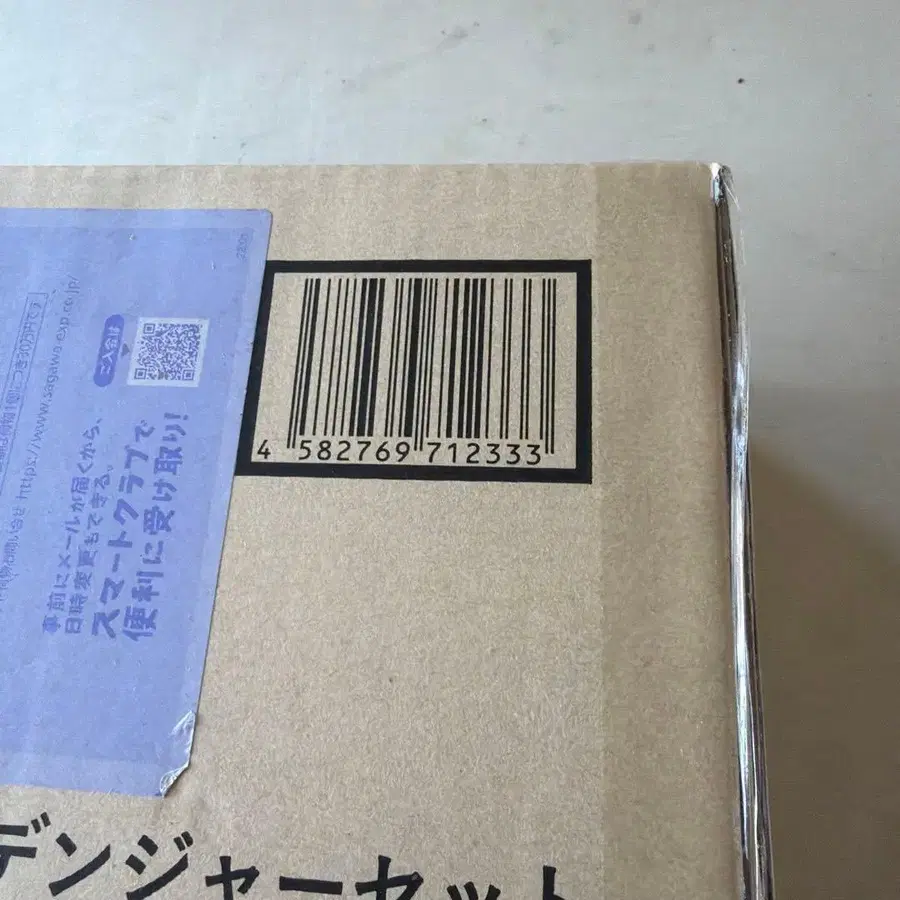 2801
https://www.sagawa-exp.co.jp/
ご入会は
事前にメールが届くから、
日時変更もできる。
スマートクラブで
便利に受け取り!
4 582769 712333
デンジャーセット